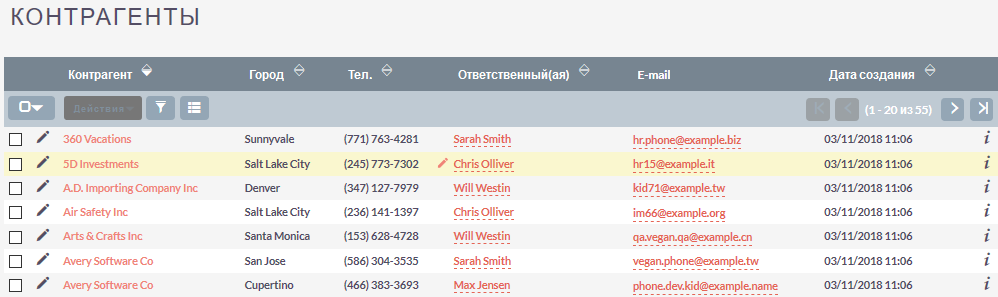 КОНТРАГЕНТЫ
Контрагент Город Тел. Ответственный(ая) E-mail Дата создания
Действия (1 - 20 из 55)
360 Vacations Sunnyvale (771) 763-4281 Sarah Smith hr.phone@example.biz 03/11/2018 11:06
5D Investments Salt Lake City (245) 773-7302 Chris Olliver hr15@example.it 03/11/2018 11:06
A.D. Importing Company Inc Denver (347) 127-7979 Will Westin kid71@example.tw 03/11/2018 11:06
Air Safety Inc Salt Lake City (236) 141-1397 Chris Olliver im66@example.org 03/11/2018 11:06
Arts & Crafts Inc Santa Monica (153) 628-4728 Will Westin qa.vegan.qa@example.cn 03/11/2018 11:06
Avery Software Co San Jose (586) 304-3535 Sarah Smith vegan.phone@example.tw 03/11/2018 11:06
Avery Software Co Cupertino (466) 383-3693 Max Jensen phone.dev.kid@example.name 03/11/2018 11:06